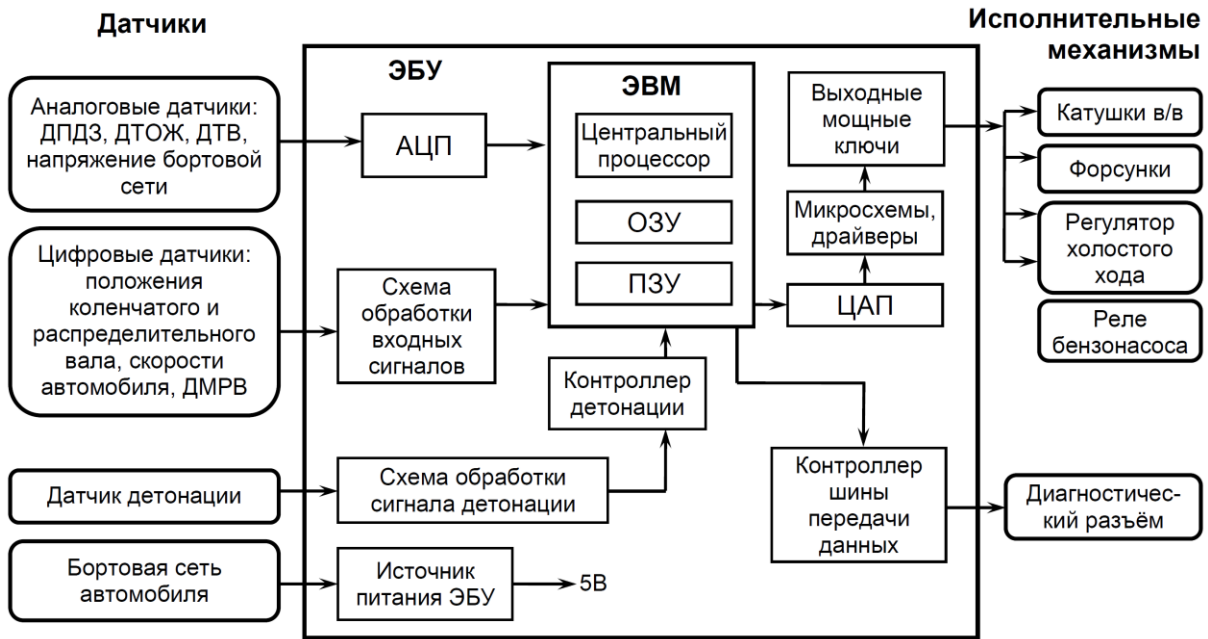 Датчики
Исполнительные
механизмы
ЭБУ
Аналоговые датчики:
ДПДЗ, ДТОЖ, ДТВ,
напряжение бортовой
сети
АЦП
ЭВМ
Центральный
процессор
ОЗУ
ПЗУ
Выходные
мощные
ключи
Микросхемы,
драйверы
ЦАП
Катушки в/в
Форсунки
Регулятор
холостого
хода
Реле
бензонасоса
Цифровые датчики:
положения
коленчатого и
распределительного
вала, скорости
автомобиля, ДМРВ
Схема
обработки
входных
сигналов
Контроллер
детонации
Датчик детонации
Схема обработки
сигнала детонации
Контроллер
шины
передачи
данных
Диагностичес-
кий разъём
Бортовая сеть
автомобиля
Источник
питания ЭБУ
5В